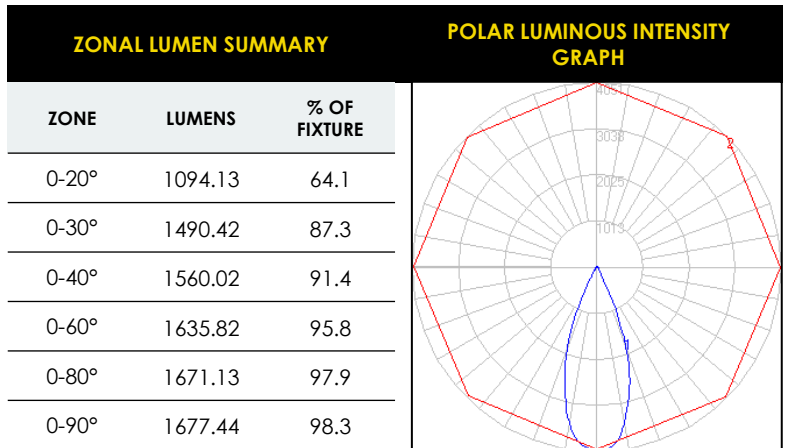 ZONAL LUMEN SUMMARY
POLAR LUMINOUS INTENSITY
GRAPH
ZONE LUMENS % OF FIXTURE
0-20° 1094.13 64.1
0-30° 1490.42 87.3
0-40° 1560.02 91.4
0-60° 1635.82 95.8
0-80° 1671.13 97.9
0-90° 1677.44 98.3
4051
3038
2
2025
1013
1